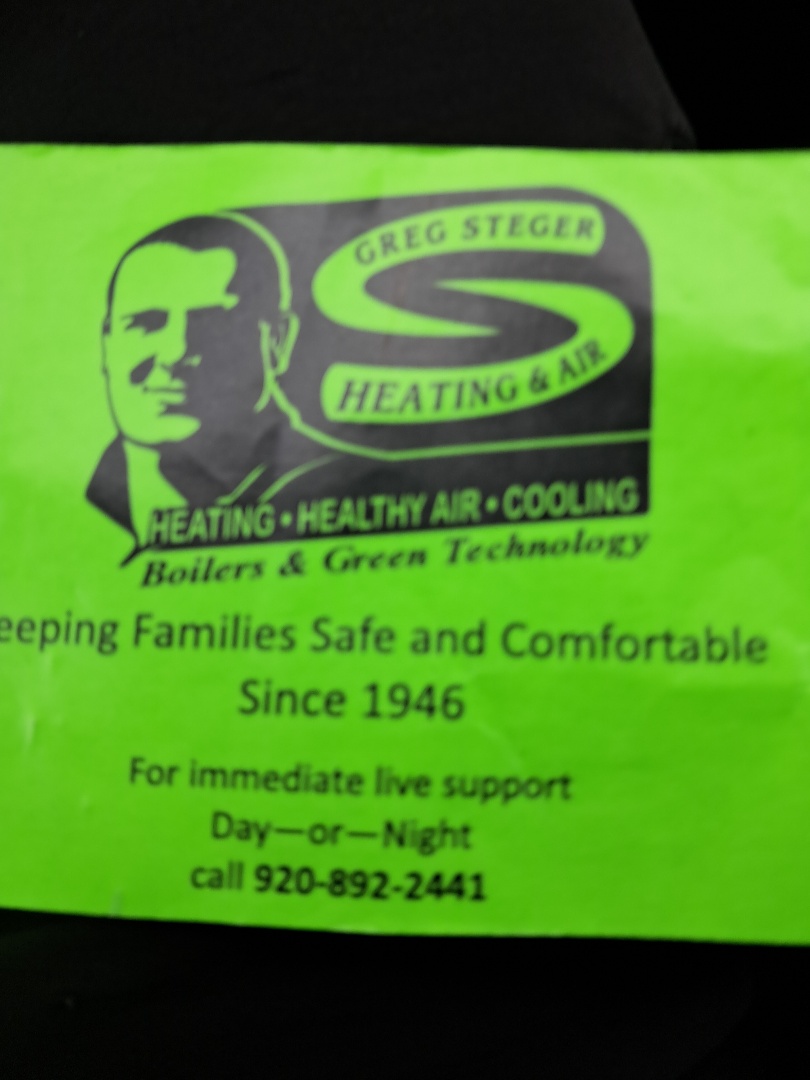 GREG STEGER
HEATING & AIR
HEATING • HEALTHY AIR • COOLING
Boilers & Green Technology
eeping Families Safe and Comfortable
Since 1946
For immediate live support
Day—or—Night
call 920-892-2441